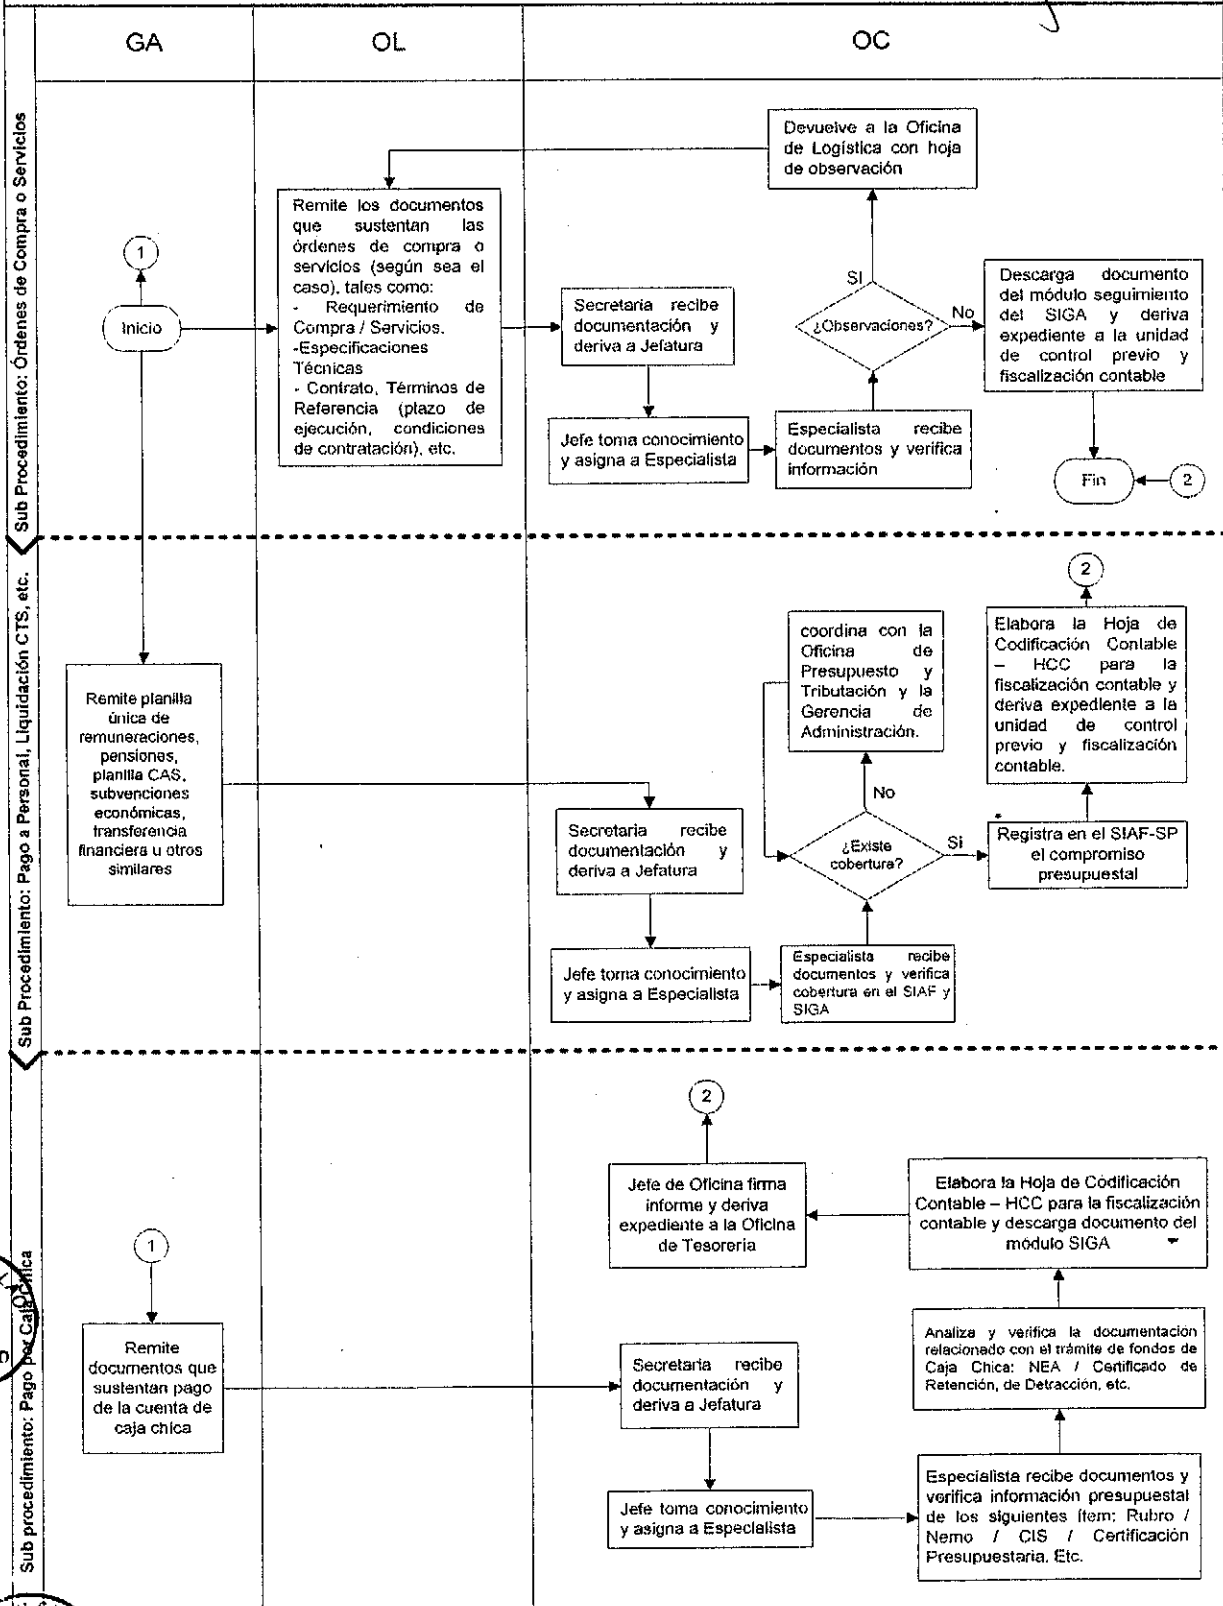 GA
OL
OC
Sub Procedimiento: Órdenes de Compra o Servicios
Devuelve a la Oficina
de Logística con hoja
de observación
Remite los documentos
que sustentan las
órdenes de compra o
servicios (según sea el
caso), tales como:
- Requerimiento de
Compra / Servicios.
-Especificaciones
Técnicas
- Contrato, Términos de
Referencia (plazo de
ejecución, condiciones
de contratación), etc.
1
Inicio
Secretaria recibe
documentación y
deriva a Jefatura
SI
¿Observaciones?
No
Descarga documento
del módulo seguimiento
del SIGA y deriva
expediente a la unidad
de control previo y
fiscalización contable
Jefe toma conocimiento
y asigna a Especialista
Especialista recibe
documentos y verifica
información
Fin
2
Sub Procedimiento: Pago a Personal, Liquidación CTS, etc.
2
coordina con la
Oficina de
Presupuesto y
Tributación y la
Gerencia de
Administración.
Elabora la Hoja de
Codificación Contable
– HCC para la
fiscalización contable y
deriva expediente a la
unidad de control
previo y fiscalización
contable.
Remite planilla
única de
remuneraciones,
pensiones,
planilla CAS,
subvenciones
económicas,
transferencia
financiera u otros
similares
No
Secretaria recibe
documentación y
deriva a Jefatura
¿Existe
cobertura?
Si
Registra en el SIAF-SP
el compromiso
presupuestal
Jefe toma conocimiento
y asigna a Especialista
Especialista recibe
documentos y verifica
cobertura en el SIAF y
SIGA
Sub procedimiento: Pago por Caja Chica
2
Jefe de Oficina firma
informe y deriva
expediente a la Oficina
de Tesorería
Elabora la Hoja de Codificación
Contable – HCC para la fiscalización
contable y descarga documento del
módulo SIGA
1
Remite
documentos que
sustentan pago
de la cuenta de
caja chica
Secretaria recibe
documentación y
deriva a Jefatura
Analiza y verifica la documentación
relacionado con el trámite de fondos de
Caja Chica: NEA / Certificado de
Retención, de Detracción, etc.
Jefe toma conocimiento
y asigna a Especialista
Especialista recibe documentos y
verifica información presupuestal
de los siguientes ítem: Rubro /
Nemo / CIS / Certificación
Presupuestaria. Etc.